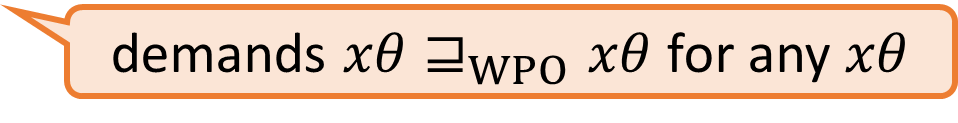 demands 𝑥𝜃 ⊒WPO 𝑥𝜃 for any 𝑥𝜃